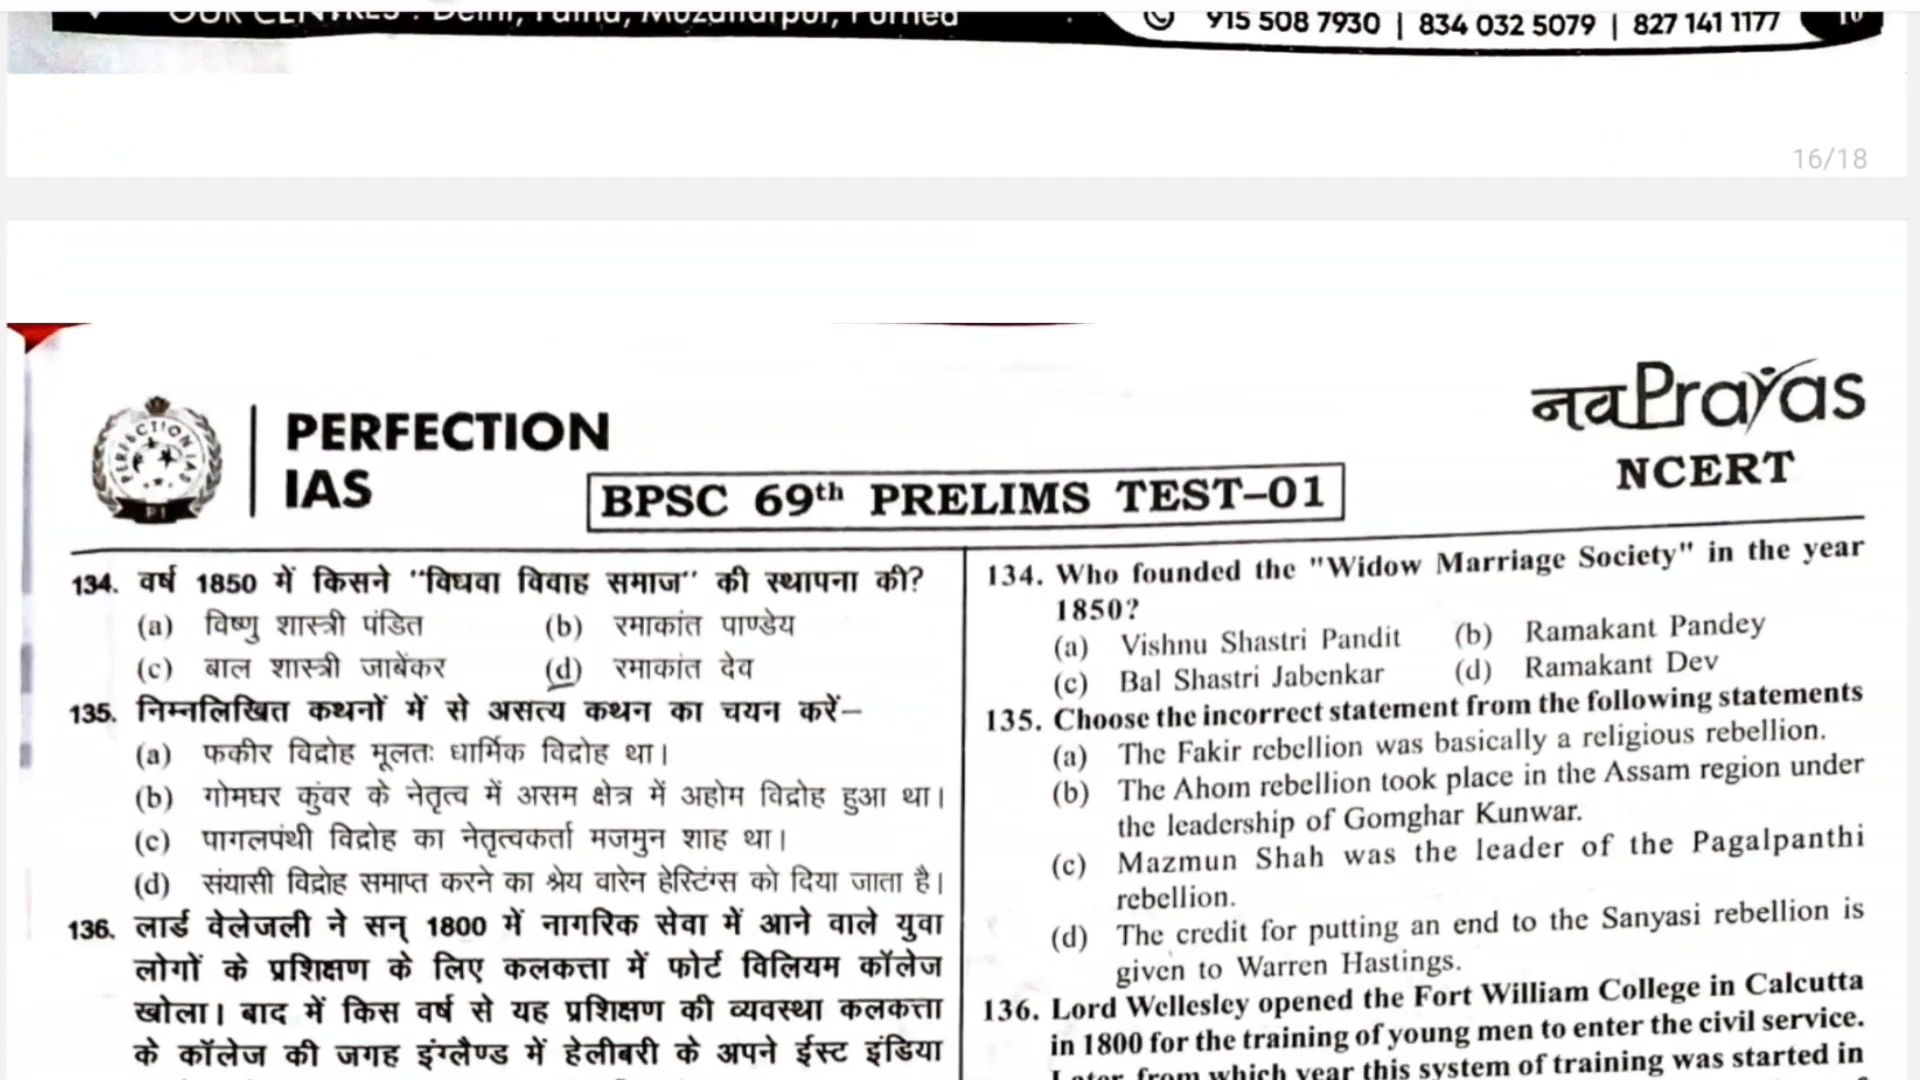 OUR CENTRES : Delhi, Patna, Muzaffarpur, Purnea
915 508 7930 | 834 032 5079 | 827 141 1177
16
16/18
PERFECTION
IAS
नवPrayas
NCERT
BPSC 69th PRELIMS TEST–01
134. वर्ष 1850 में किसने "विधवा विवाह समाज" की स्थापना की?
(a) विष्णु शास्त्री पंडित (b) रमाकांत पाण्डेय
(c) बाल शास्त्री जाबेंकर (d) रमाकांत देव
135. निम्नलिखित कथनों में से असत्य कथन का चयन करें–
(a) फकीर विद्रोह मूलतः धार्मिक विद्रोह था।
(b) गोमघर कुंवर के नेतृत्व में असम क्षेत्र में अहोम विद्रोह हुआ था।
(c) पागलपंथी विद्रोह का नेतृत्वकर्ता मजमुन शाह था।
(d) संयासी विद्रोह समाप्त करने का श्रेय वारेन हेस्टिंग्स को दिया जाता है।
136. लार्ड वेलेजली ने सन् 1800 में नागरिक सेवा में आने वाले युवा
लोगों के प्रशिक्षण के लिए कलकत्ता में फोर्ट विलियम कॉलेज
खोला। बाद में किस वर्ष से यह प्रशिक्षण की व्यवस्था कलकत्ता
के कॉलेज की जगह इंग्लैण्ड में हेलीबरी के अपने ईस्ट इंडिया
134. Who founded the "Widow Marriage Society" in the year
1850?
(a) Vishnu Shastri Pandit (b) Ramakant Pandey
(c) Bal Shastri Jabenkar (d) Ramakant Dev
135. Choose the incorrect statement from the following statements
(a) The Fakir rebellion was basically a religious rebellion.
(b) The Ahom rebellion took place in the Assam region under
the leadership of Gomghar Kunwar.
(c) Mazmun Shah was the leader of the Pagalpanthi
rebellion.
(d) The credit for putting an end to the Sanyasi rebellion is
given to Warren Hastings.
136. Lord Wellesley opened the Fort William College in Calcutta
in 1800 for the training of young men to enter the civil service.
Later, from which year this system of training was started in